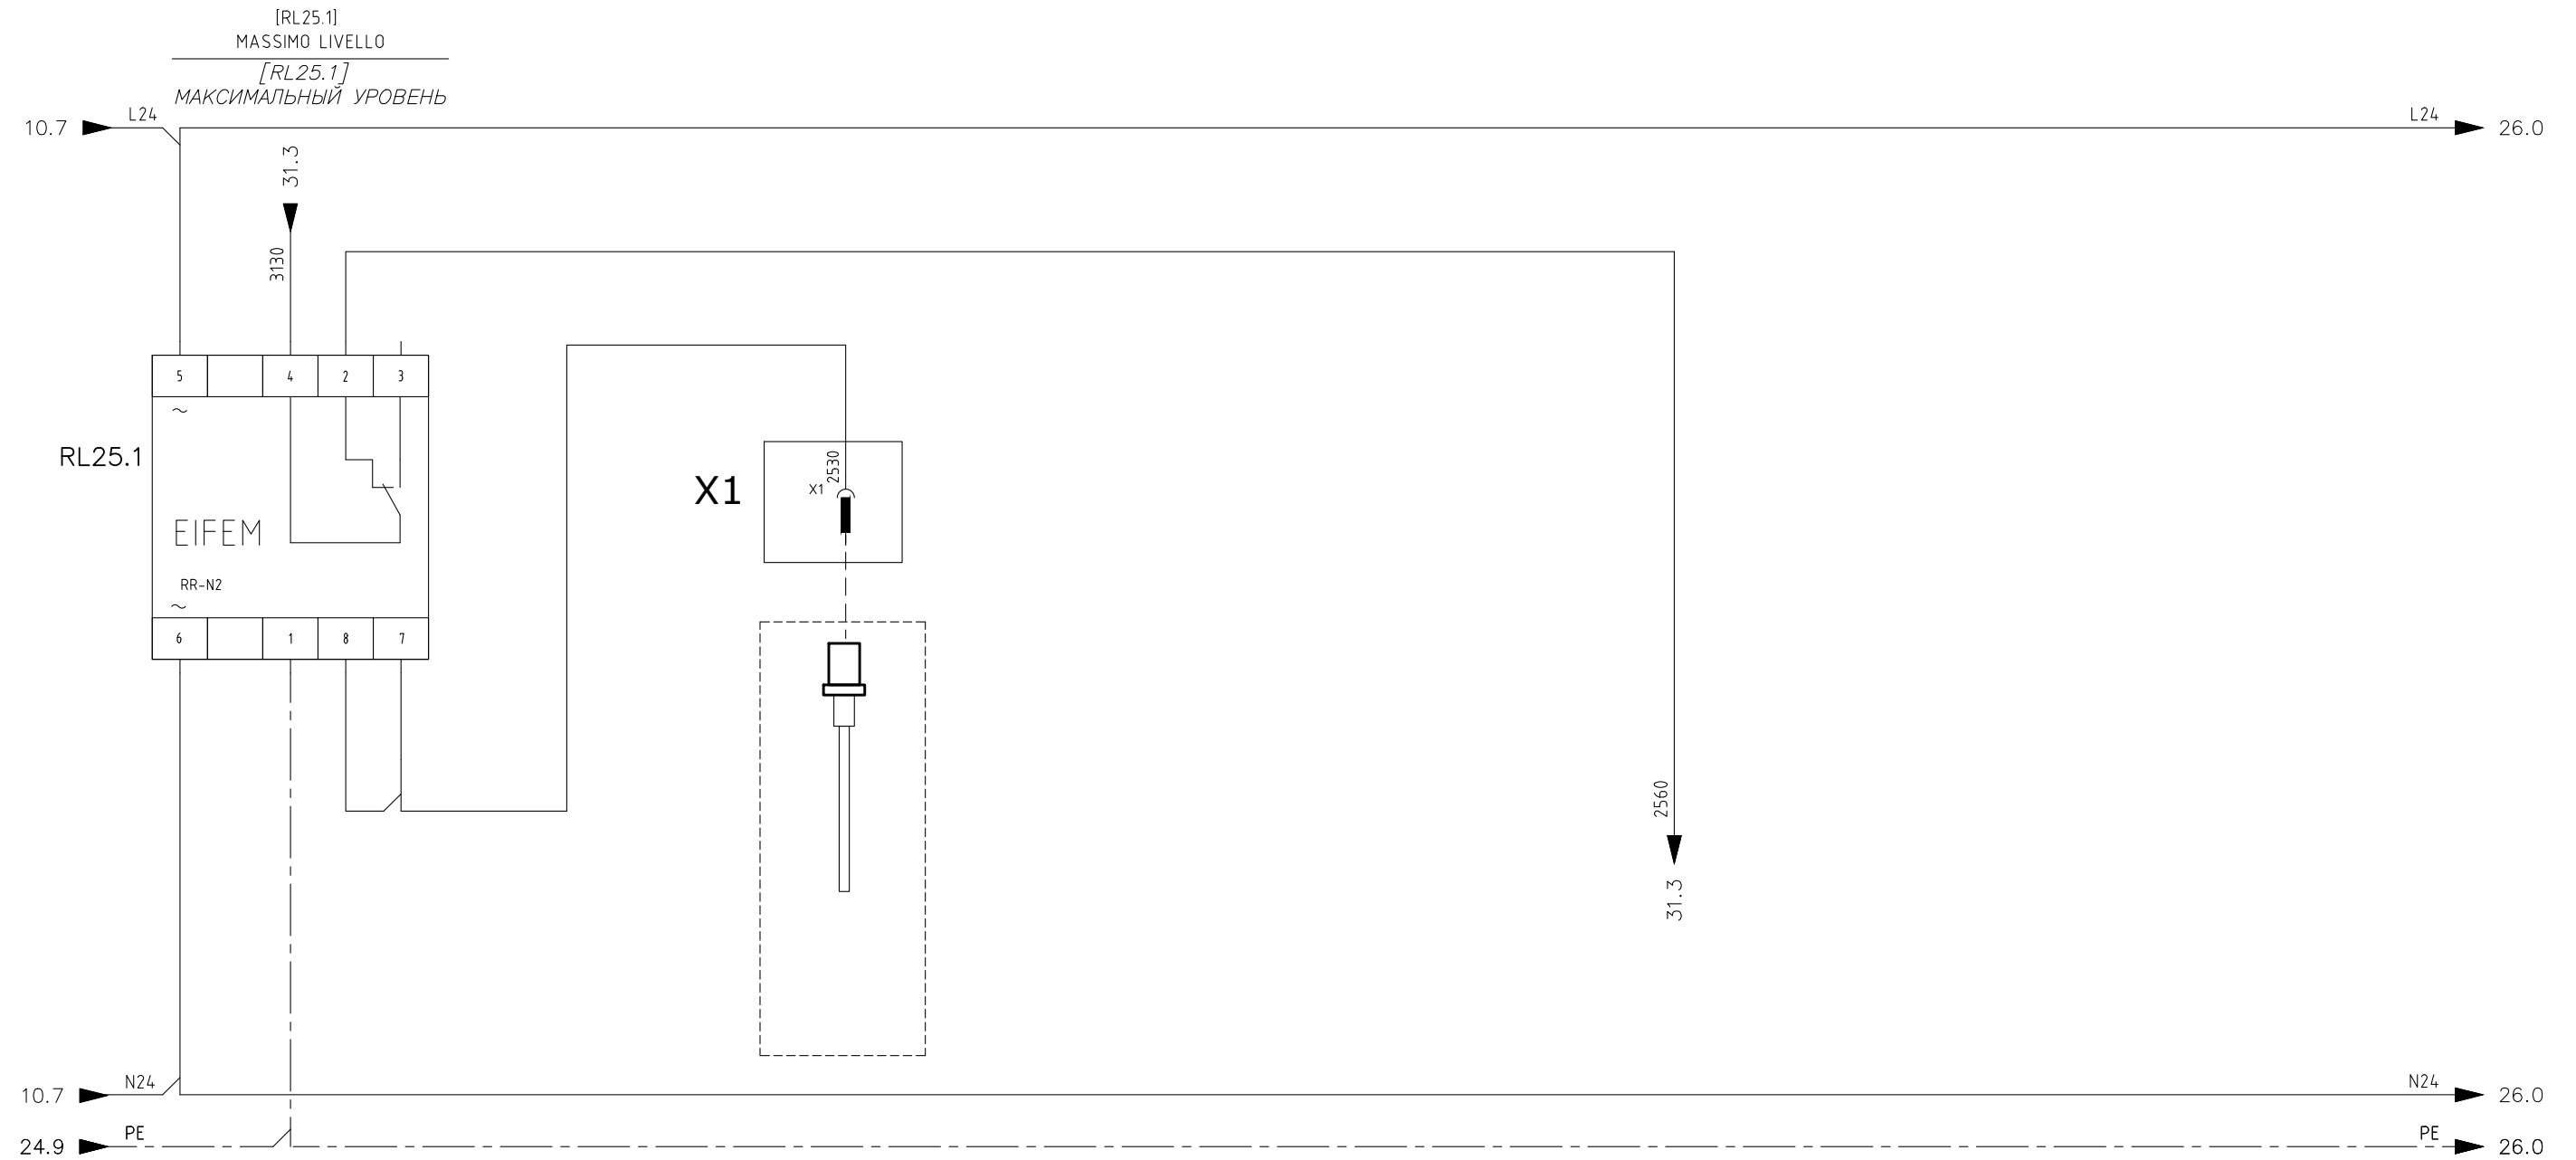 [RL25.1]
MASSIMO LIVELLO
[RL25.1]
МАКСИМАЛЬНЫЙ УРОВЕНЬ
10.7
L24
L24
26.0
31.3
3130
5
4
2
3
~
RL25.1
EIFEM
RR-N2
~
6
1
8
7
X1
X1
2530
2560
31.3
10.7
N24
N24
26.0
24.9
PE
PE
26.0